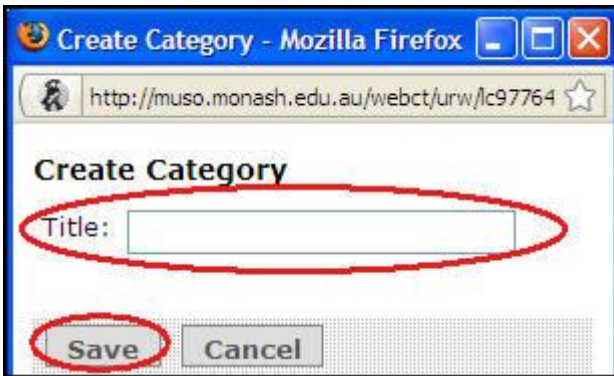 Create Category - Mozilla Firefox
http://muso.monash.edu.au/webct/urw/lc97764
Create Category
Title:
Save Cancel